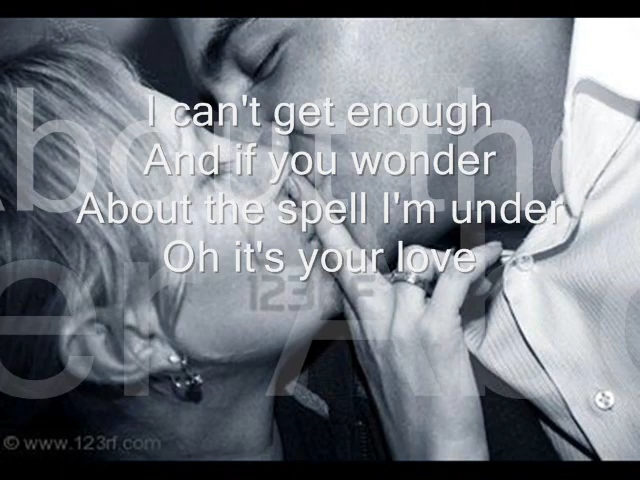 I can't get enough
And if you wonder
About the spell I'm under
Oh it's your love
123RF
© www.123rf.com